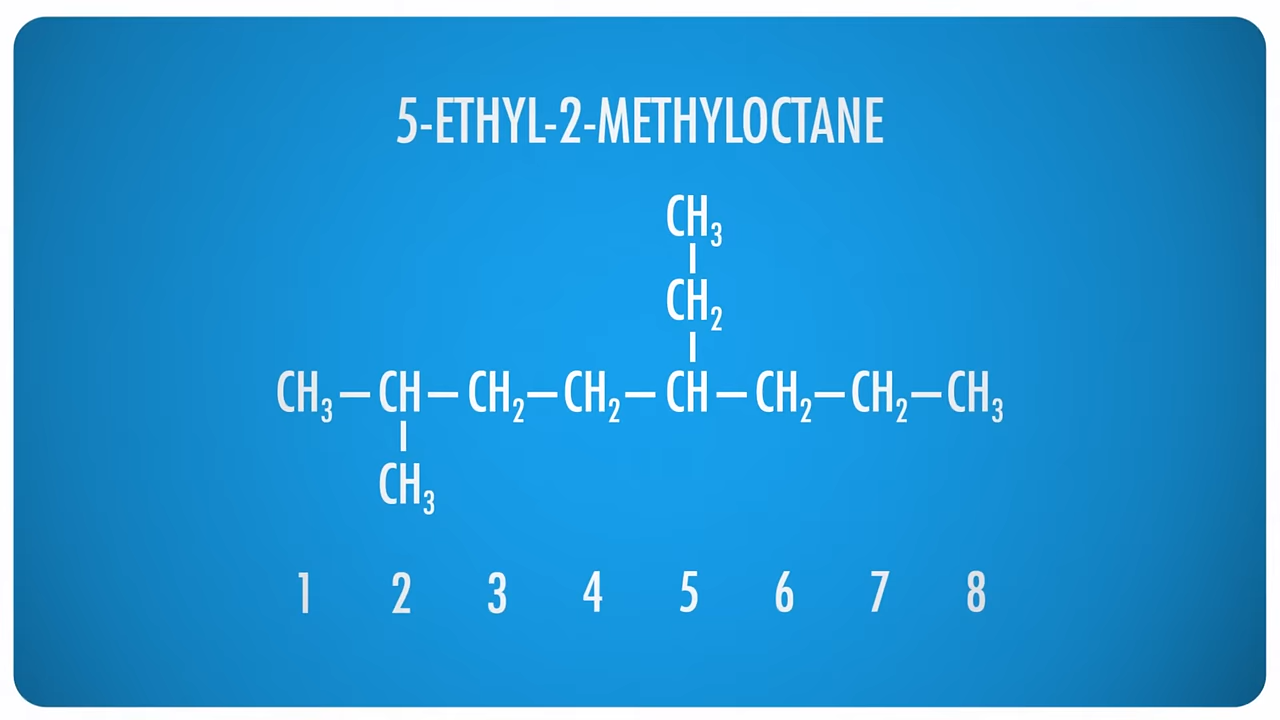 5-ETHYL-2-METHYLOCTANE
CH₃
CH₂
CH₃ — CH — CH₂ — CH₂ — CH — CH₂ — CH₂ — CH₃
CH₃
1 2 3 4 5 6 7 8